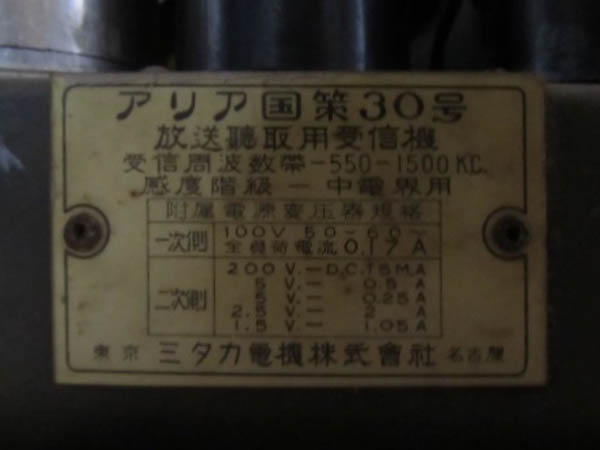 アリア国策30号
放送聽取用受信機
受信周波数帶-550-1500KC.
感度階級-中電界用
附属電源変圧器規格
一次側 100V 50-60~
全負荷電流 0.17A
二次側 200V.-D.C.15M.A
5V.- 0.5A
5V.- 0.25A
2.5V.- 2A
1.5V.- 1.05A
東京 ミタカ電機株式會社 名古屋